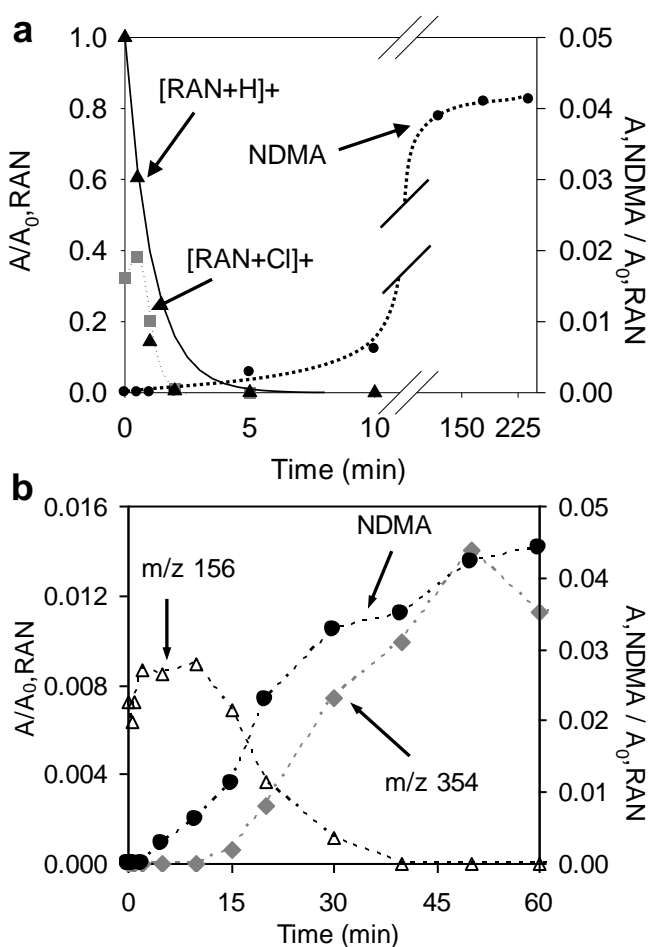 a
1.0
0.8
0.6
0.4
0.2
0.0
A/A0,RAN
[RAN+H]+
[RAN+Cl]+
NDMA
0.05
0.04
0.03
0.02
0.01
0.00
A,NDMA / A0,RAN
0 5 10 150 225
Time (min)
b
0.016
0.012
0.008
0.004
0.000
A/A0,RAN
NDMA
m/z 156
m/z 354
0.05
0.04
0.03
0.02
0.01
0.00
A,NDMA / A0,RAN
0 15 30 45 60
Time (min)